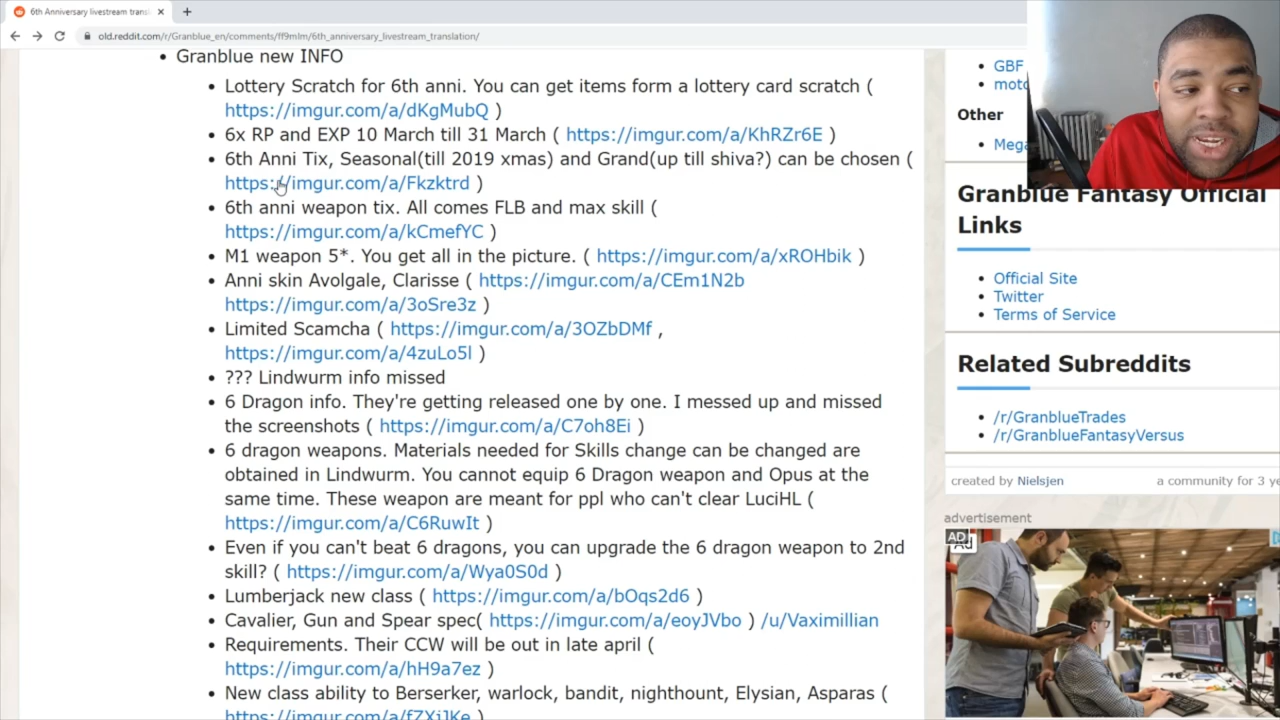 6th Anniversary livestream transl
old.reddit.com/r/Granblue_en/comments/ff9mlm/6th_anniversary_livestream_translation/
Granblue new INFO
Lottery Scratch for 6th anni. You can get items form a lottery card scratch (
https://imgur.com/a/dKgMubQ )
6x RP and EXP 10 March till 31 March ( https://imgur.com/a/KhRZr6E )
6th Anni Tix, Seasonal(till 2019 xmas) and Grand(up till shiva?) can be chosen (
https://imgur.com/a/Fkzktrd )
6th anni weapon tix. All comes FLB and max skill (
https://imgur.com/a/kCmefYC )
M1 weapon 5*. You get all in the picture. ( https://imgur.com/a/xROHbik )
Anni skin Avolgale, Clarisse ( https://imgur.com/a/CEm1N2b
https://imgur.com/a/3oSre3z )
Limited Scamcha ( https://imgur.com/a/3OZbDMf ,
https://imgur.com/a/4zuLo5l )
??? Lindwurm info missed
6 Dragon info. They're getting released one by one. I messed up and missed
the screenshots ( https://imgur.com/a/C7oh8Ei )
6 dragon weapons. Materials needed for Skills change can be changed are
obtained in Lindwurm. You cannot equip 6 Dragon weapon and Opus at the
same time. These weapon are meant for ppl who can't clear LuciHL (
https://imgur.com/a/C6RuwIt )
Even if you can't beat 6 dragons, you can upgrade the 6 dragon weapon to 2nd
skill? ( https://imgur.com/a/Wya0S0d )
Lumberjack new class ( https://imgur.com/a/bOqs2d6 )
Cavalier, Gun and Spear spec( https://imgur.com/a/eoyJVbo ) /u/Vaximillian
Requirements. Their CCW will be out in late april (
https://imgur.com/a/hH9a7ez )
New class ability to Berserker, warlock, bandit, nighthount, Elysian, Asparas (
https://imgur.com/a/fZXjJKe )
GBF
moto
Other
Mega
Granblue Fantasy Official
Links
Official Site
Twitter
Terms of Service
Related Subreddits
/r/GranblueTrades
/r/GranblueFantasyVersus
created by Nielsjen a community for 3 ye
advertisement
AD
Ad